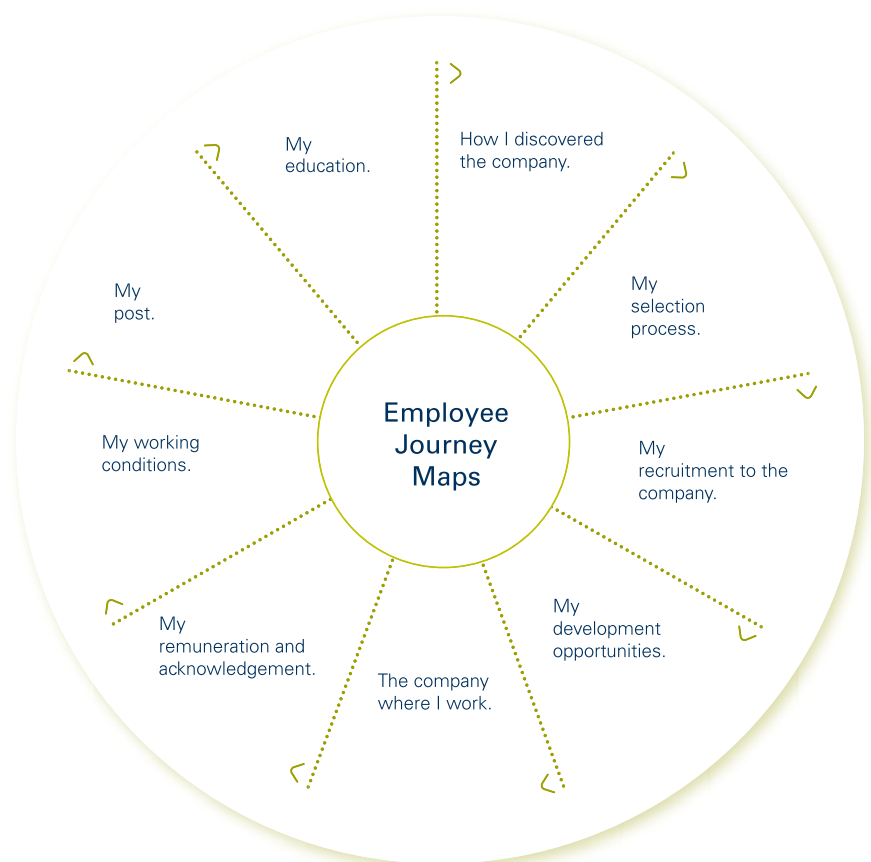 Employee
Journey
Maps
How I discovered
the company.
My
selection
process.
My
recruitment to the
company.
My
development
opportunities.
The company
where I work.
My
remuneration and
acknowledgement.
My working
conditions.
My
post.
My
education.